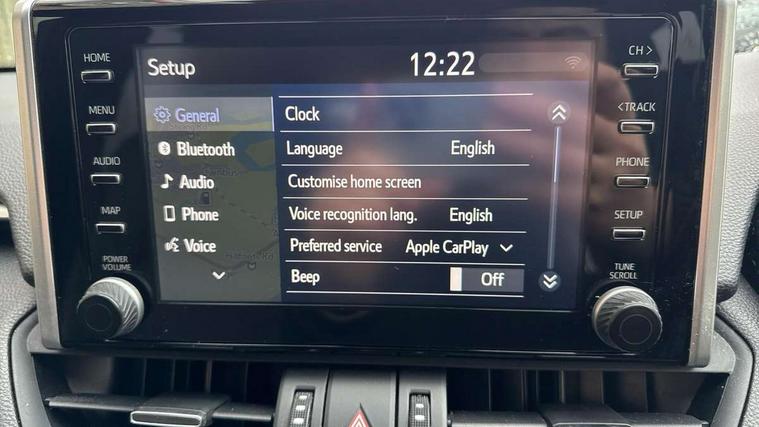 HOME
MENU
AUDIO
MAP
POWER
VOLUME
Setup 12:22
General
Bluetooth
Audio
Phone
Voice
Clock
Language English
Customise home screen
Voice recognition lang. English
Preferred service Apple CarPlay
Beep Off
CH >
<TRACK
PHONE
SETUP
TUNE
SCROLL